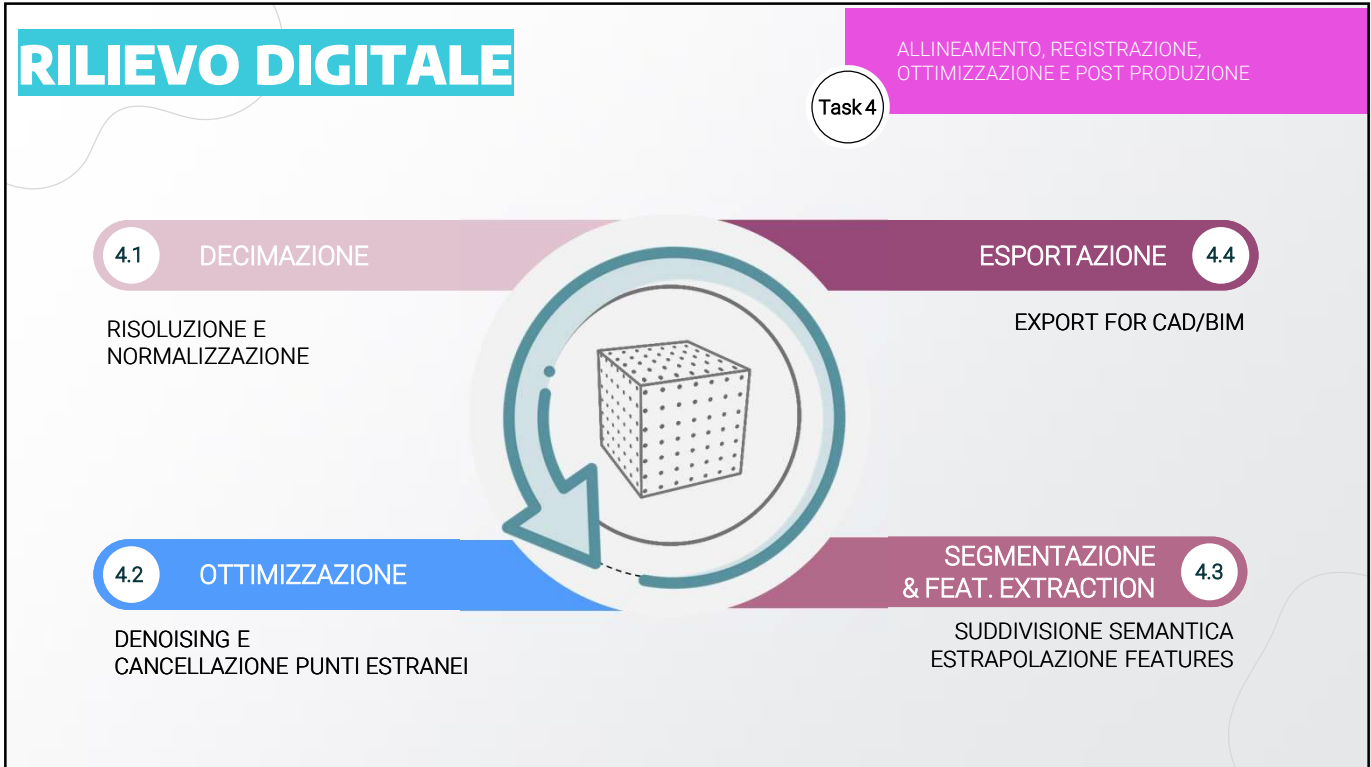 RILIEVO DIGITALE
ALLINEAMENTO, REGISTRAZIONE,
OTTIMIZZAZIONE E POST PRODUZIONE
Task 4
4.1
DECIMAZIONE
RISOLUZIONE E
NORMALIZZAZIONE
ESPORTAZIONE
4.4
EXPORT FOR CAD/BIM
4.2
OTTIMIZZAZIONE
DENOISING E
CANCELLAZIONE PUNTI ESTRANEI
SEGMENTAZIONE
& FEAT. EXTRACTION
4.3
SUDDIVISIONE SEMANTICA
ESTRAPOLAZIONE FEATURES